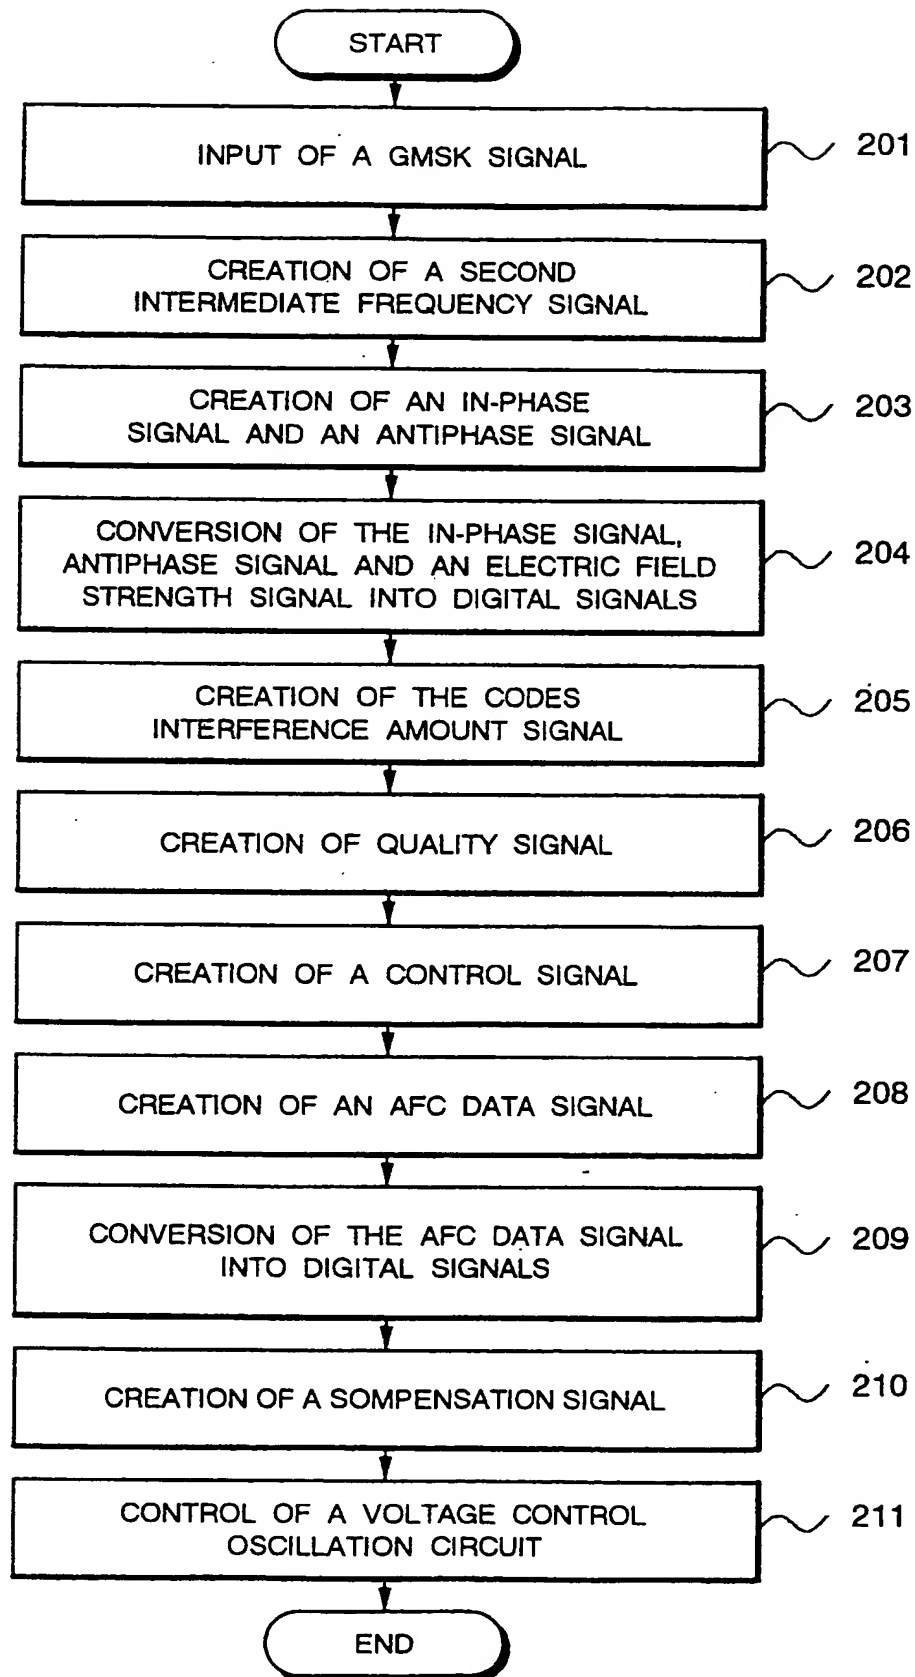 START
INPUT OF A GMSK SIGNAL
201
CREATION OF A SECOND
INTERMEDIATE FREQUENCY SIGNAL
202
CREATION OF AN IN-PHASE
SIGNAL AND AN ANTIPHASE SIGNAL
203
CONVERSION OF THE IN-PHASE SIGNAL,
ANTIPHASE SIGNAL AND AN ELECTRIC FIELD
STRENGTH SIGNAL INTO DIGITAL SIGNALS
204
CREATION OF THE CODES
INTERFERENCE AMOUNT SIGNAL
205
CREATION OF QUALITY SIGNAL
206
CREATION OF A CONTROL SIGNAL
207
CREATION OF AN AFC DATA SIGNAL
208
CONVERSION OF THE AFC DATA SIGNAL
INTO DIGITAL SIGNALS
209
CREATION OF A SOMPENSATION SIGNAL
210
CONTROL OF A VOLTAGE CONTROL
OSCILLATION CIRCUIT
211
END